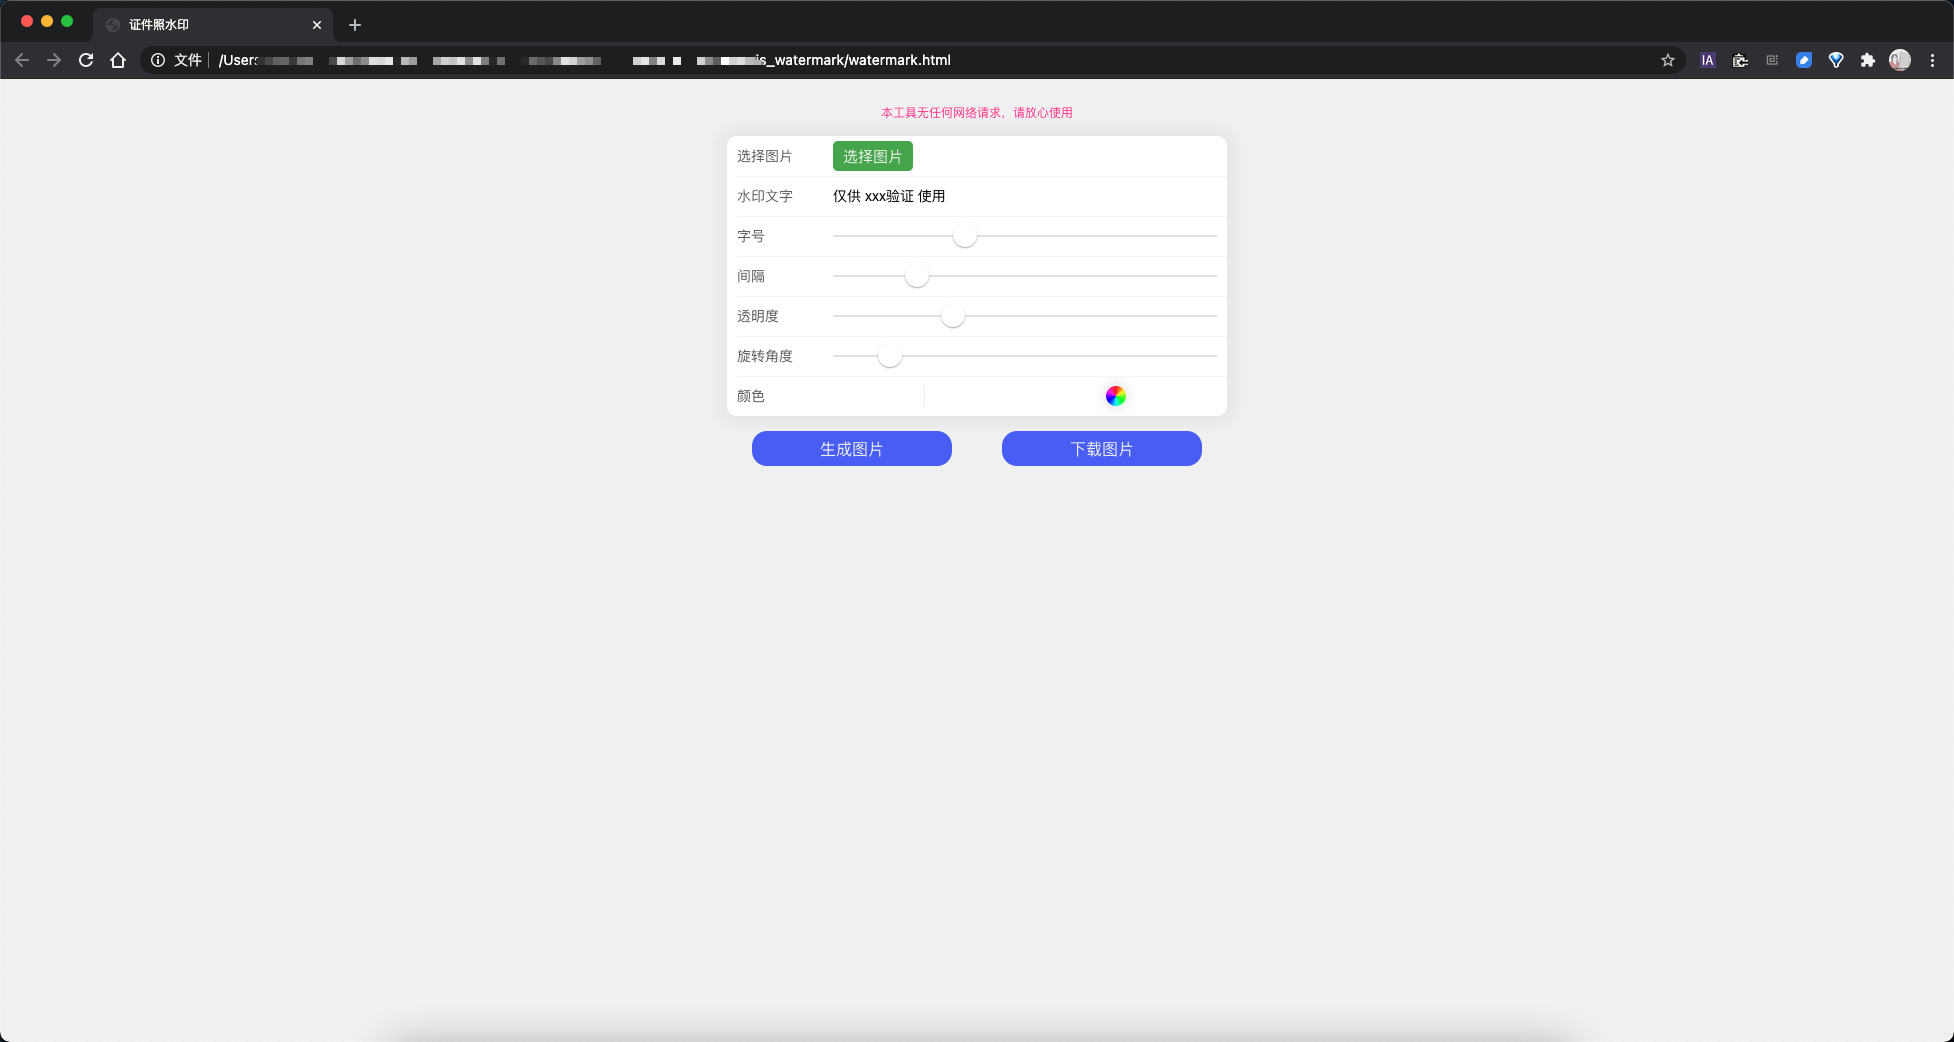 证件照水印
文件 /Users
is_watermark/watermark.html
IA
本工具无任何网络请求，请放心使用
选择图片 选择图片
水印文字 仅供 xxx验证 使用
字号
间隔
透明度
旋转角度
颜色
生成图片 下载图片